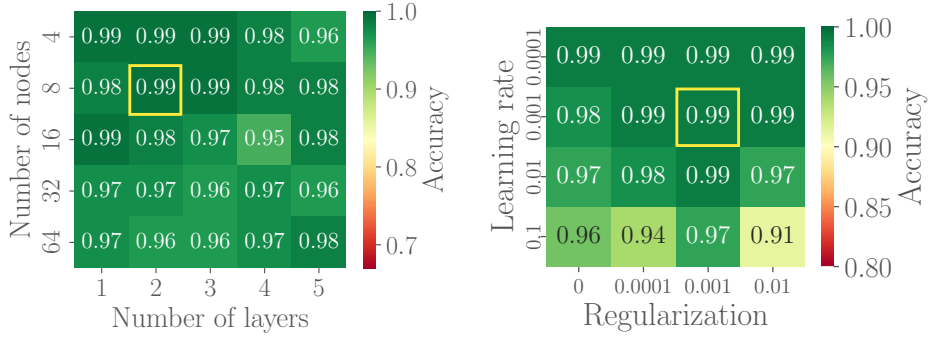 Number of nodes
4 0.99 0.99 0.99 0.98 0.96
8 0.98 0.99 0.99 0.98 0.98
16 0.99 0.98 0.97 0.95 0.98
32 0.97 0.97 0.96 0.97 0.96
64 0.97 0.96 0.96 0.97 0.98
1 2 3 4 5
Number of layers
1.0
0.9
0.8
0.7
Accuracy
Learning rate
0.0001 0.99 0.99 0.99 0.99
0.001 0.98 0.99 0.99 0.99
0.01 0.97 0.98 0.99 0.97
0.1 0.96 0.94 0.97 0.91
0 0.0001 0.001 0.01
Regularization
1.00
0.95
0.90
0.85
0.80
Accuracy